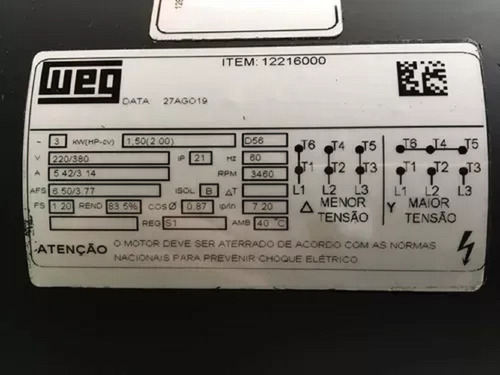 128
WEG
ITEM: 12216000
DATA 27AGO19
~ 3 kW(HP-cv) 1,50(2.00) D56
V 220/380 IP 21 Hz 60
A 5.42/3.14 RPM 3460
AFS 6.50/3.77 ISOL B ΔT
FS 1.20 REND 83.5% COS Ø 0.87 Ip/In 7.20
REG S1 AMB 40 °C
T6 T4 T5
T1 T2 T3
L1 L2 L3
Δ MENOR TENSÃO
T6 T4 T5
T1 T2 T3
L1 L2 L3
Y MAIOR TENSÃO
ATENÇÃO O MOTOR DEVE SER ATERRADO DE ACORDO COM AS NORMAS
NACIONAIS PARA PREVENIR CHOQUE ELÉTRICO.